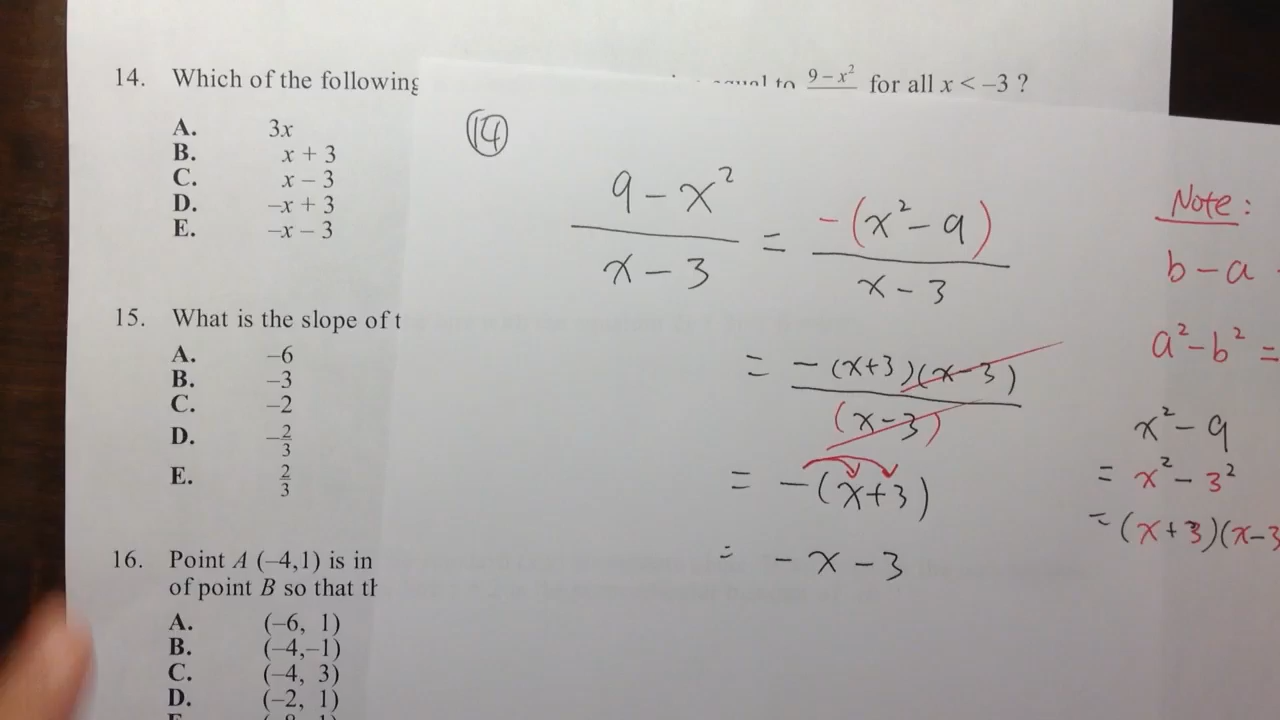 14. Which of the following equal to 9 – x² for all x < –3 ?
A. 3x
B. x + 3
C. x – 3
D. –x + 3
E. –x – 3
15. What is the slope of t
A. –6
B. –3
C. –2
D. –2/3
E. 2/3
16. Point A (–4,1) is in
of point B so that th
A. (–6, 1)
B. (–4,–1)
C. (–4, 3)
D. (–2, 1)
14
9 – x² / x – 3 = –(x² – 9) / x – 3
= –(x+3)(x–3) / (x–3)
= –(x+3)
= –x – 3
Note:
b – a
a² – b² =
x² – 9
= x² – 3²
= (x+3)(x–3